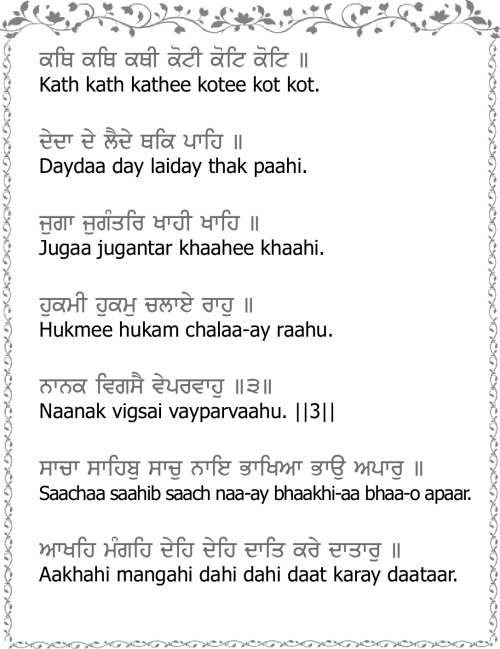 ਕਥਿ ਕਥਿ ਕਥੀ ਕੋਟੀ ਕੋਟਿ ਕੋਟਿ ॥
Kath kath kathee kotee kot kot.
ਦੇਦਾ ਦੇ ਲੈਦੇ ਥਕਿ ਪਾਹਿ ॥
Daydaa day laiday thak paahi.
ਜੁਗਾ ਜੁਗੰਤਰਿ ਖਾਹੀ ਖਾਹਿ ॥
Jugaa jugantar khaahee khaahi.
ਹੁਕਮੀ ਹੁਕਮੁ ਚਲਾਏ ਰਾਹੁ ॥
Hukmee hukam chalaa-ay raahu.
ਨਾਨਕ ਵਿਗਸੈ ਵੇਪਰਵਾਹੁ ॥੩॥
Naanak vigsai vayparvaahu. ||3||
ਸਾਚਾ ਸਾਹਿਬੁ ਸਾਚੁ ਨਾਇ ਭਾਖਿਆ ਭਾਉ ਅਪਾਰੁ ॥
Saachaa saahib saach naa-ay bhaakhi-aa bhaa-o apaar.
ਆਖਹਿ ਮੰਗਹਿ ਦੇਹਿ ਦੇਹਿ ਦਾਤਿ ਕਰੇ ਦਾਤਾਰੁ ॥
Aakhahi mangahi dahi dahi daat karay daataar.